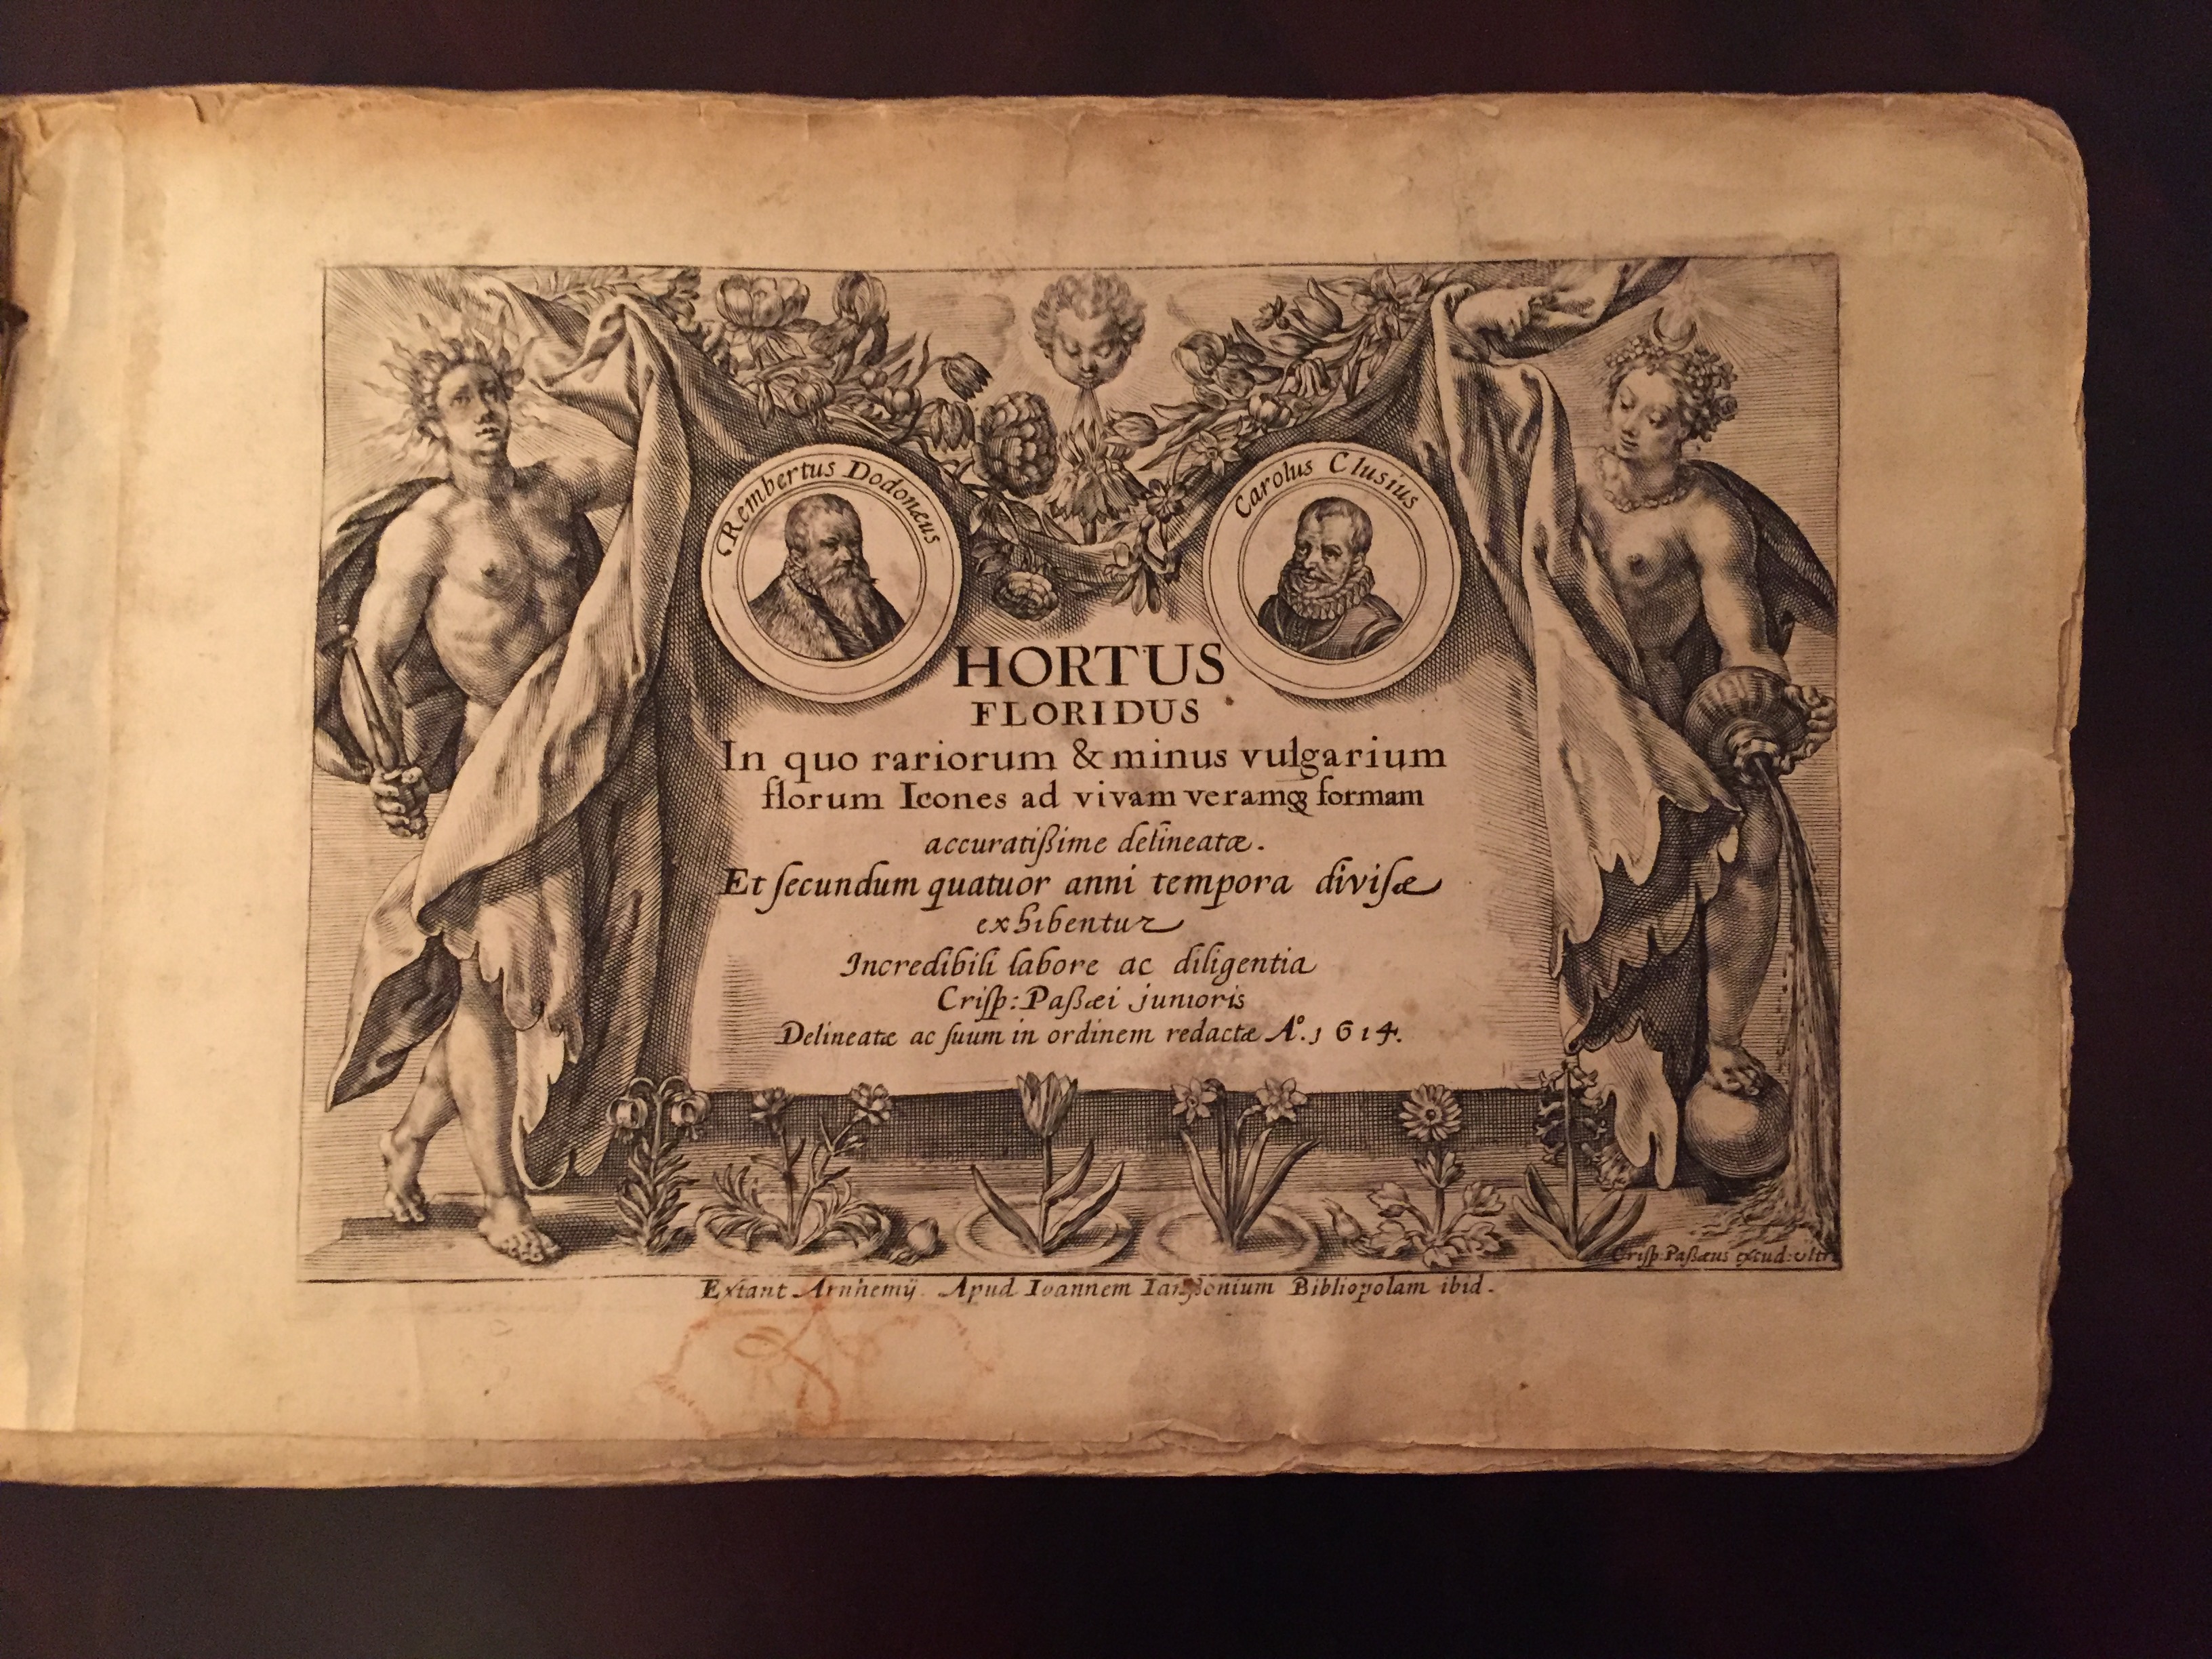 Rembertus Dodonæus
Carolus Clusius
HORTUS
FLORIDUS
In quo rariorum & minus vulgarium
florum Icones ad vivam veramq̃ formam
accuratißime delineatæ.
Et ſecundum quatuor anni tempora diviſæ
exhibentur
Incredibili labore ac diligentia
Criſp: Paßæi junioris
Delineatæ ac ſuum in ordinem redactæ A°. 1614.
Criſp Paßæus excud: Ultr
Extant Arnhemÿ. Apud Ioannem Ianßonium Bibliopolam ibid.